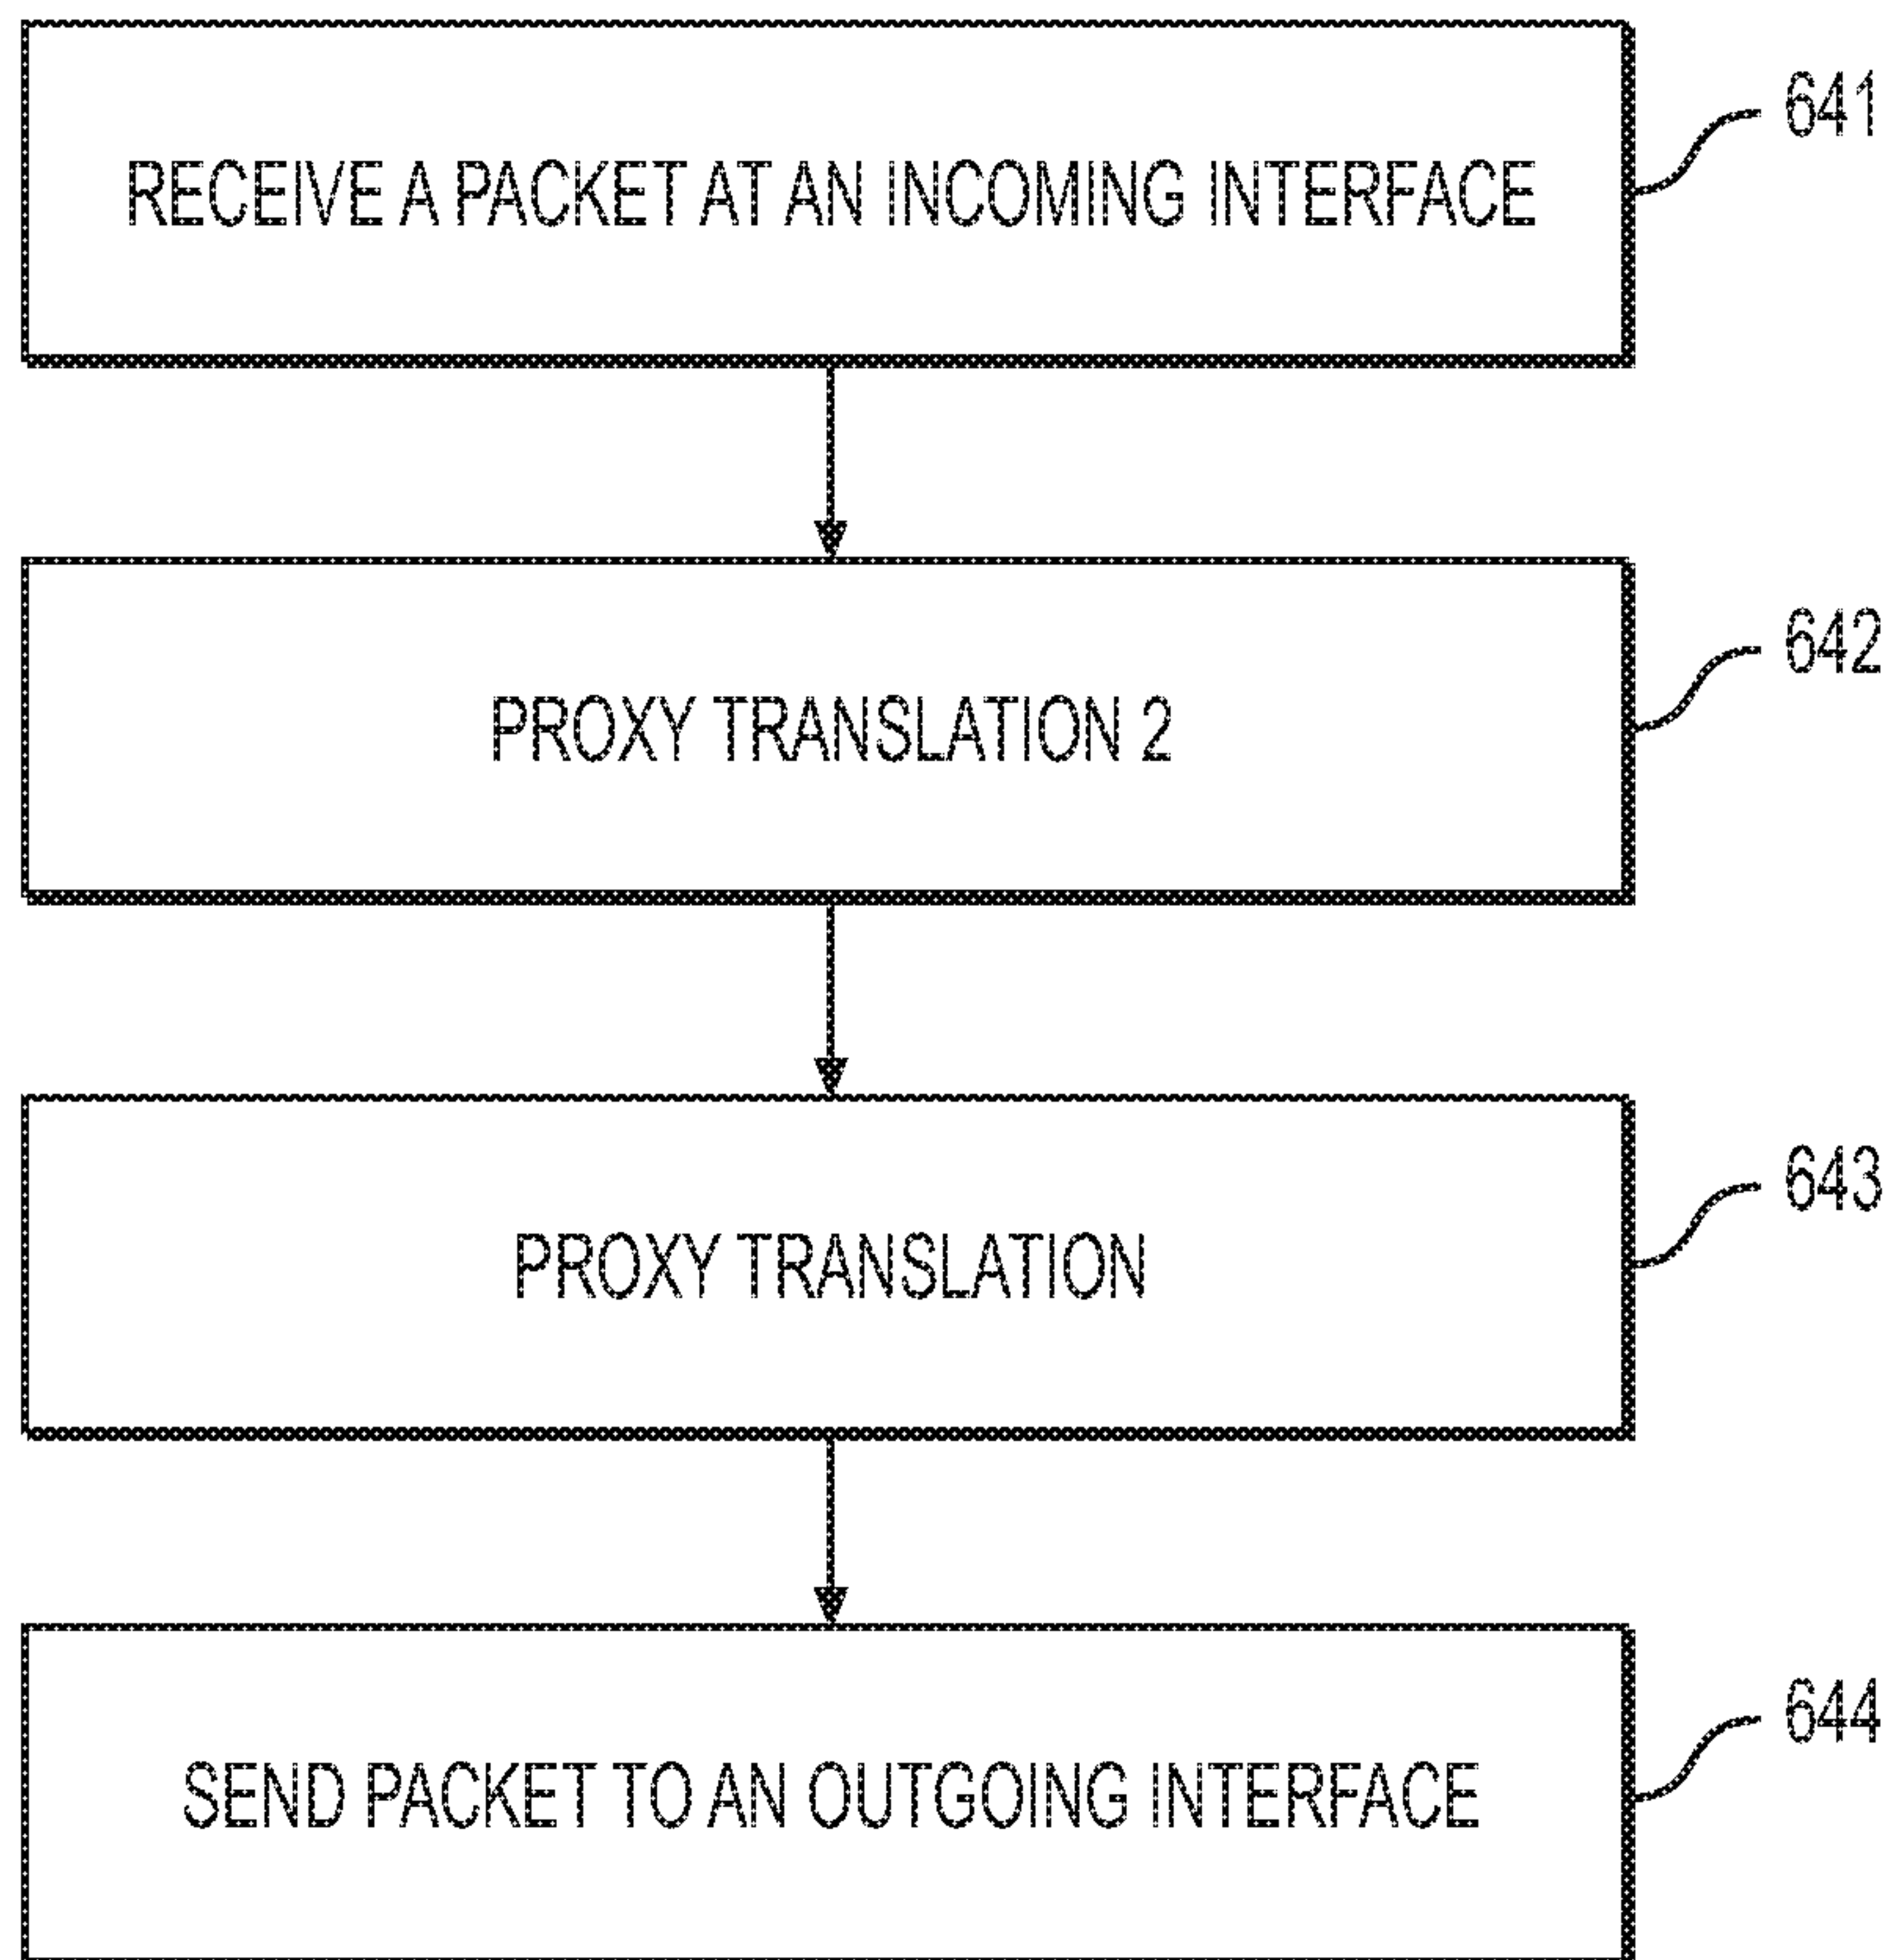 RECEIVE A PACKET AT AN INCOMING INTERFACE
641
PROXY TRANSLATION 2
642
PROXY TRANSLATION
643
SEND PACKET TO AN OUTGOING INTERFACE
644